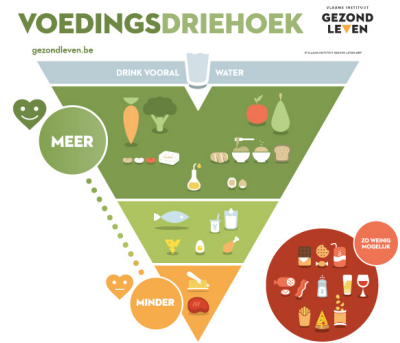 VOEDINGSDRIEHOEK
VLAAMS INSTITUUT
GEZOND
LEVEN
gezondleven.be
DRINK VOORAL WATER
MEER
ZO WEINIG
MOGELIJK
MINDER